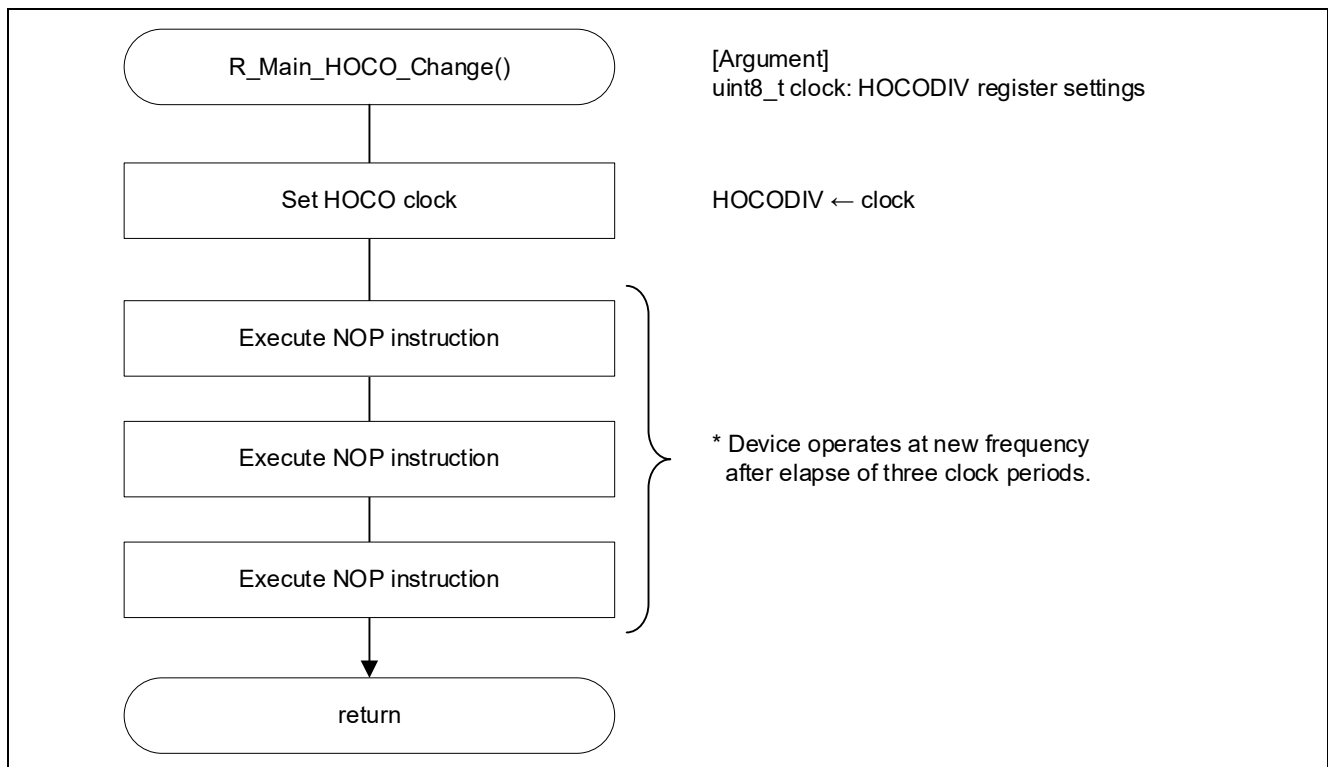 R_Main_HOCO_Change()
[Argument]
uint8_t clock: HOCODIV register settings
Set HOCO clock
HOCODIV ← clock
Execute NOP instruction
Execute NOP instruction
* Device operates at new frequency
after elapse of three clock periods.
Execute NOP instruction
return